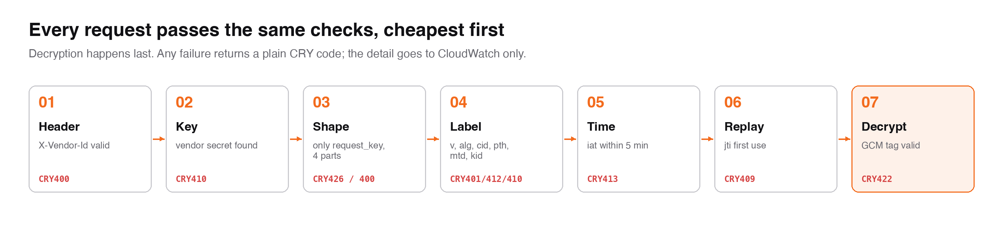 Every request passes the same checks, cheapest first
Decryption happens last. Any failure returns a plain CRY code; the detail goes to CloudWatch only.
01
Header
X-Vendor-Id valid
CRY400
02
Key
vendor secret found
CRY410
03
Shape
only request_key,
4 parts
CRY426 / 400
04
Label
v, alg, cid, pth,
mtd, kid
CRY401/412/410
05
Time
iat within 5 min
CRY413
06
Replay
jti first use
CRY409
07
Decrypt
GCM tag valid
CRY422